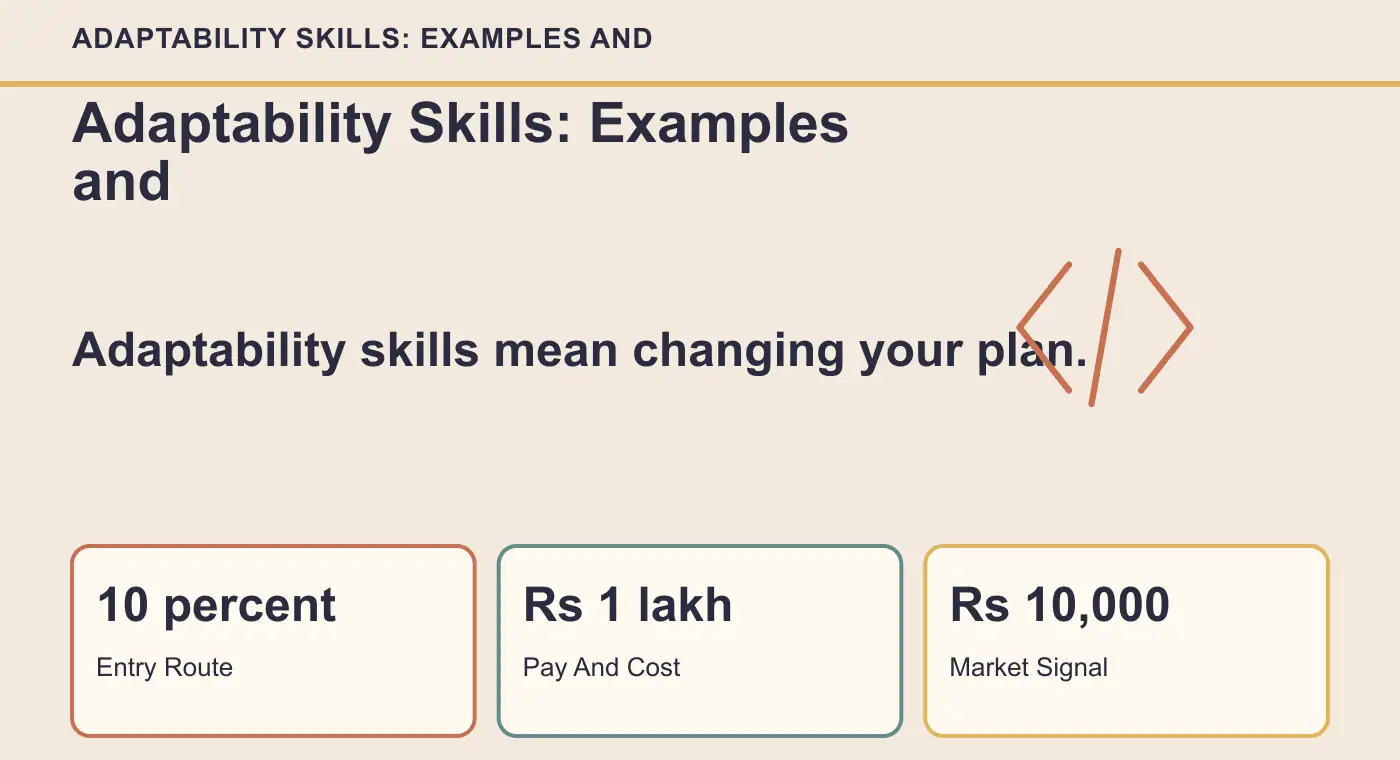 ADAPTABILITY SKILLS: EXAMPLES AND
Adaptability Skills: Examples
and
Adaptability skills mean changing your plan.
10 percent
Entry Route
Rs 1 lakh
Pay And Cost
Rs 10,000
Market Signal